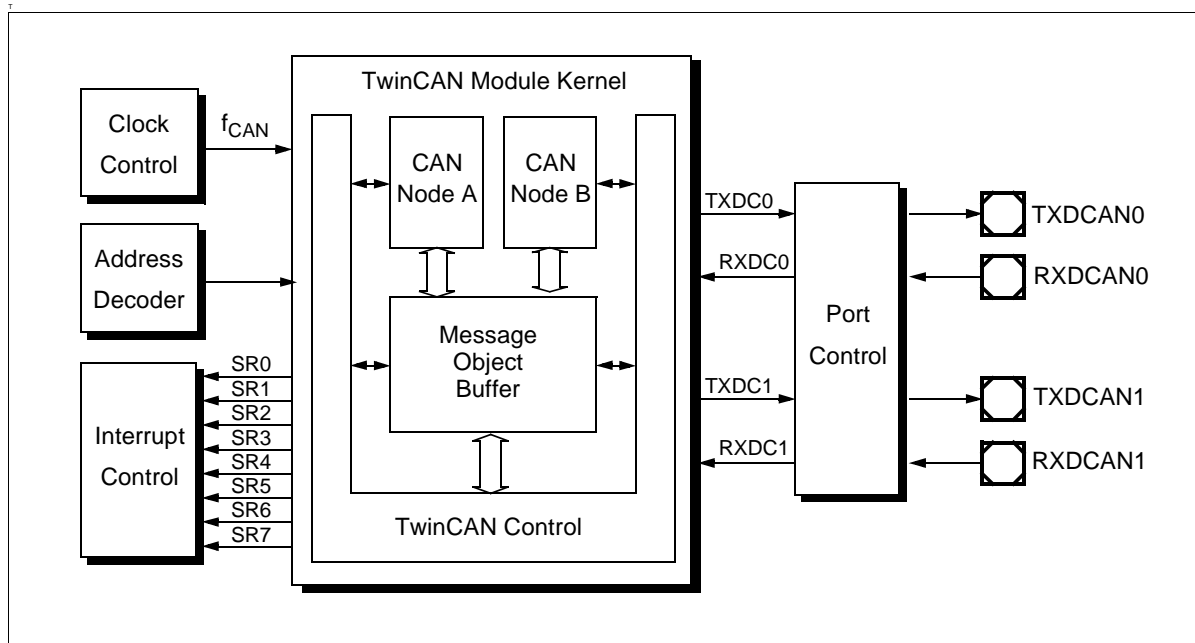 T
TwinCAN Module Kernel
Clock
Control
fCAN
Address
Decoder
CAN
Node A
CAN
Node B
Message
Object
Buffer
TwinCAN Control
Interrupt
Control
SR0
SR1
SR2
SR3
SR4
SR5
SR6
SR7
TXDC0
RXDC0
TXDC1
RXDC1
Port
Control
TXDCAN0
RXDCAN0
TXDCAN1
RXDCAN1